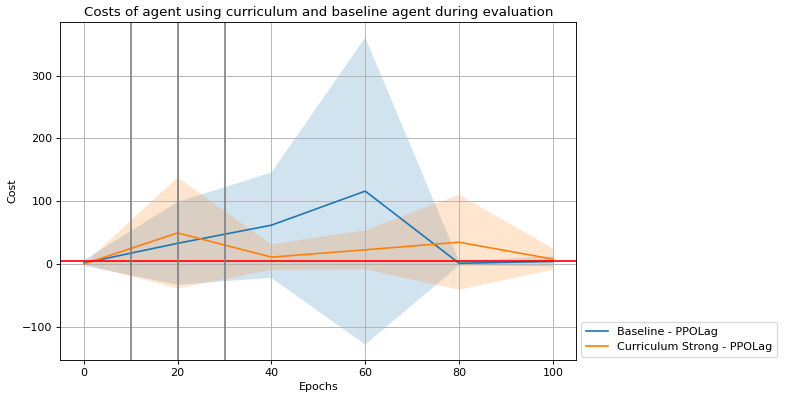 Costs of agent using curriculum and baseline agent during evaluation
300
200
100
0
−100
Cost
0 20 40 60 80 100
Epochs
Baseline - PPOLag
Curriculum Strong - PPOLag